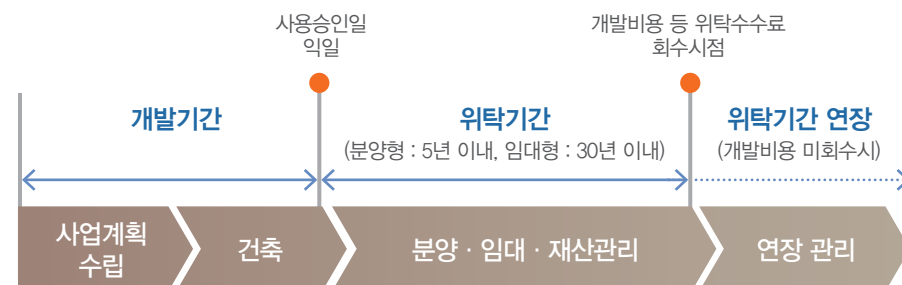 사용승인일
익일
개발비용 등 위탁수수료
회수시점
개발기간
위탁기간
(분양형 : 5년 이내, 임대형 : 30년 이내)
위탁기간 연장
(개발비용 미회수시)
사업계획
수립
건축
분양 · 임대 · 재산관리
연장 관리